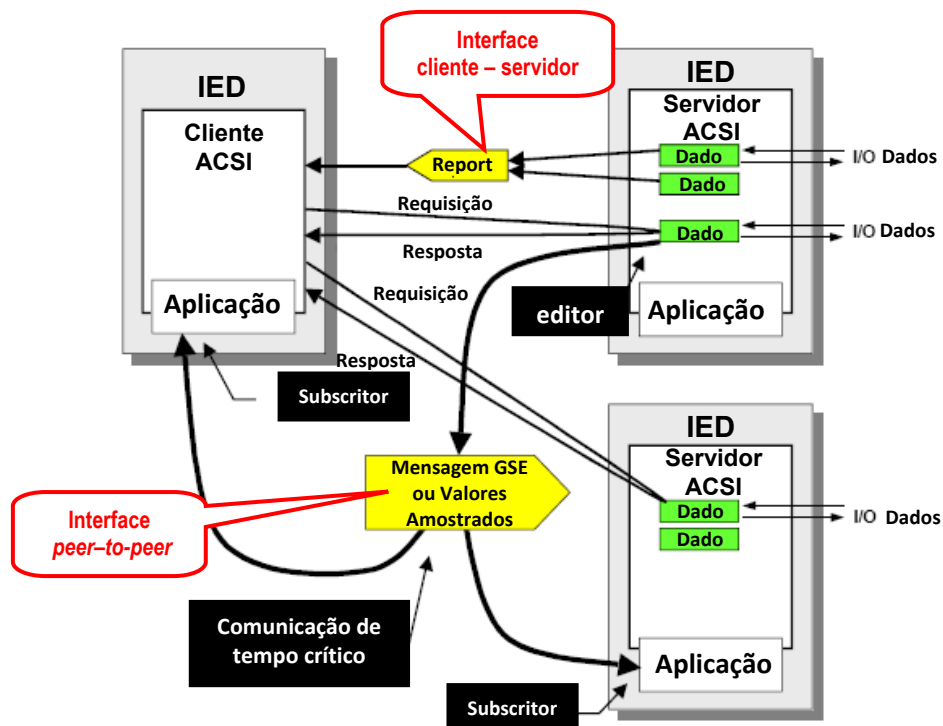 Interface
cliente – servidor
IED
Cliente
ACSI
Aplicação
Subscritor
Report
Requisição
Resposta
Requisição
Resposta
IED
Servidor
ACSI
Dado
Dado
Dado
I/O Dados
I/O Dados
editor
Aplicação
Mensagem GSE
ou Valores
Amostrados
Interface
peer–to-peer
Comunicação de
tempo crítico
IED
Servidor
ACSI
Dado
Dado
I/O Dados
Aplicação
Subscritor